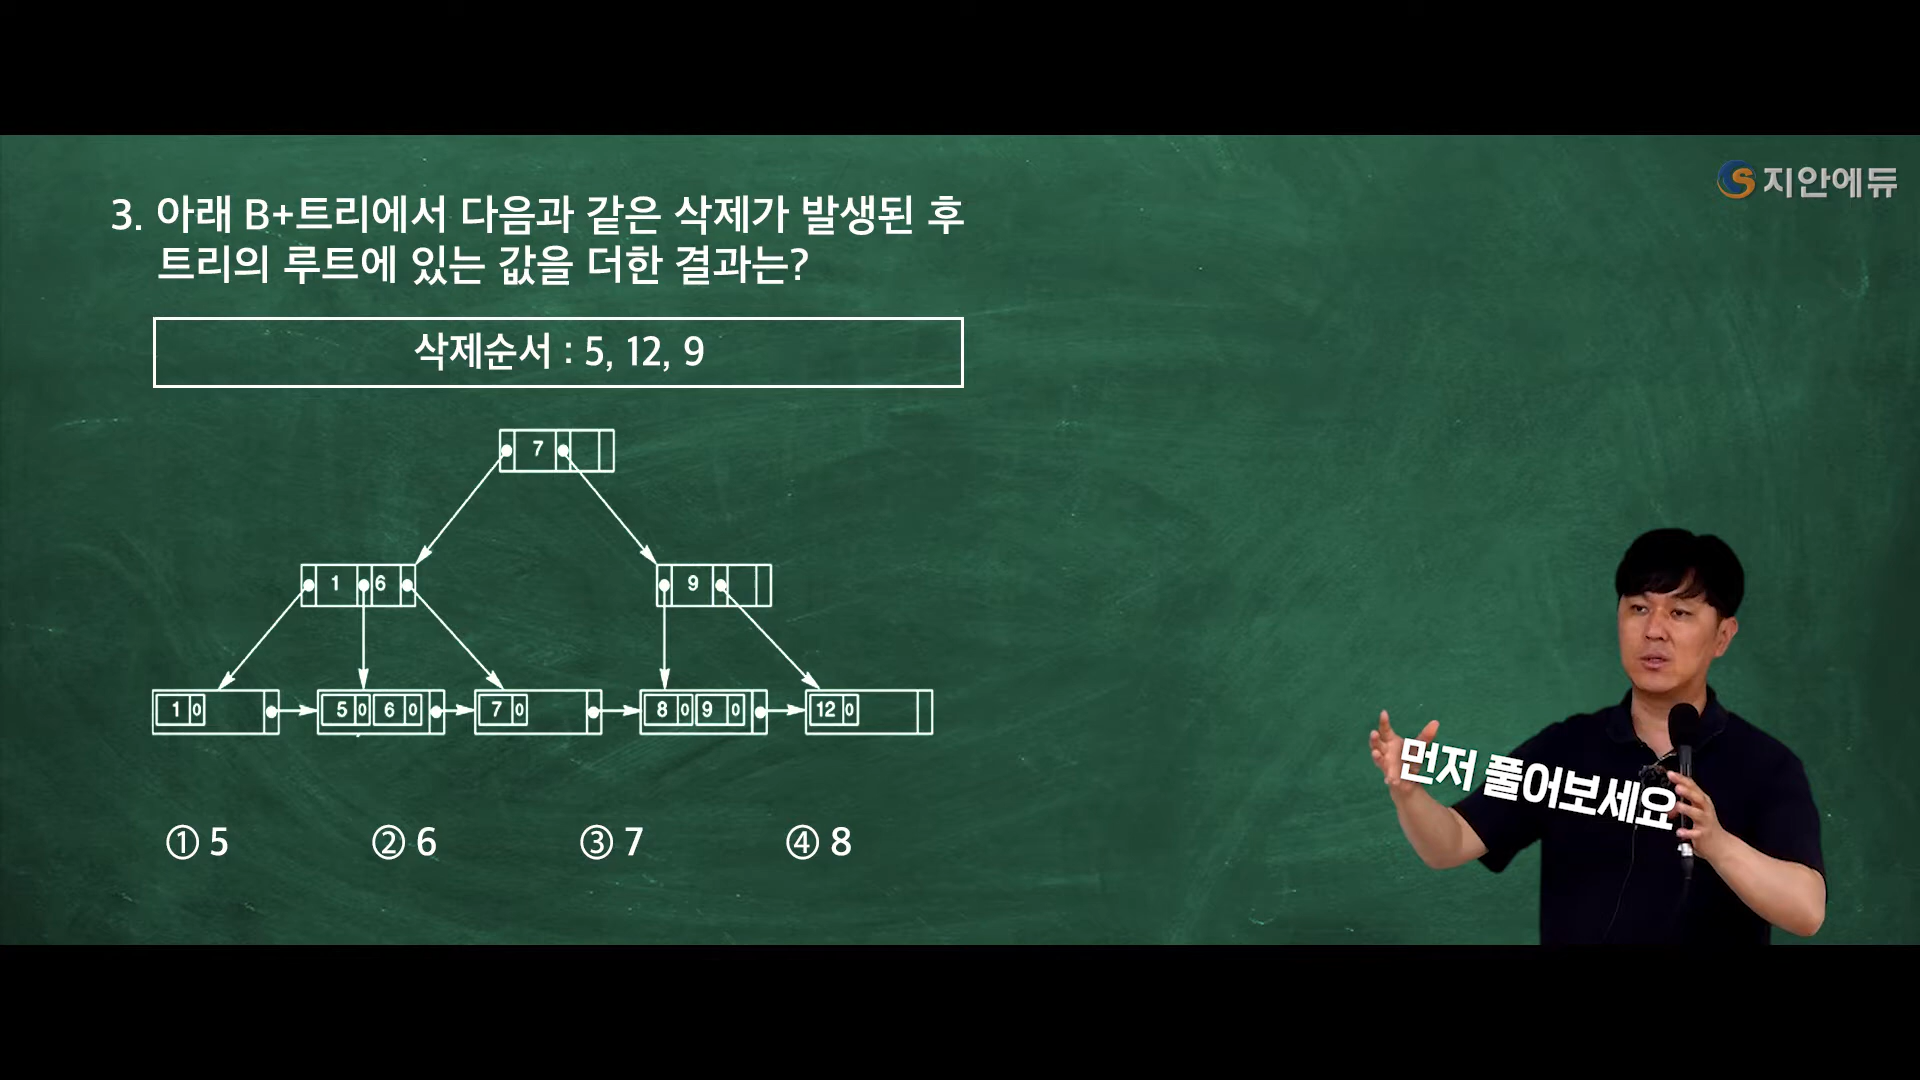 지안에듀
3. 아래 B+트리에서 다음과 같은 삭제가 발생된 후
트리의 루트에 있는 값을 더한 결과는?
삭제순서 : 5, 12, 9
7
1 6
9
1 0
5 0 6 0
7 0
8 0 9 0
12 0
먼저 풀어보세요
① 5
② 6
③ 7
④ 8